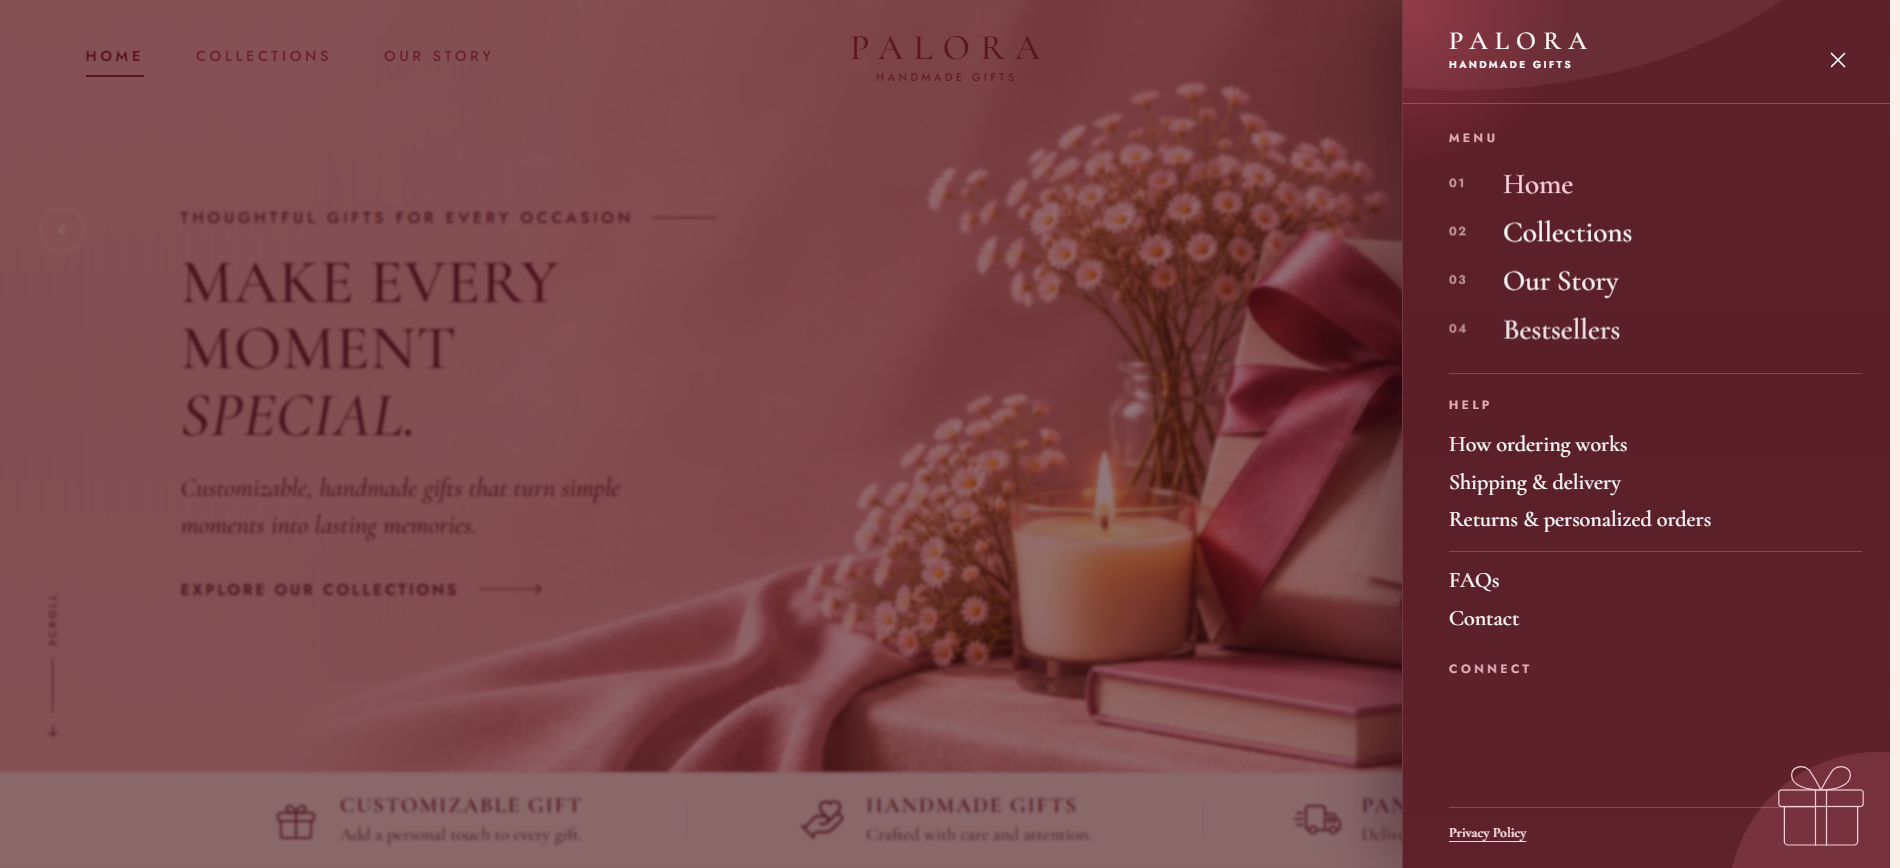 HOME
COLLECTIONS
OUR STORY
PALORA
HANDMADE GIFTS
THOUGHTFUL GIFTS FOR EVERY OCCASION
MAKE EVERY
MOMENT
SPECIAL.
Customizable, handmade gifts that turn simple
moments into lasting memories.
EXPLORE OUR COLLECTIONS
SCROLL
CUSTOMIZABLE GIFT
Add a personal touch to every gift.
HANDMADE GIFTS
Crafted with care and attention.
PALORA
HANDMADE GIFTS
MENU
01 Home
02 Collections
03 Our Story
04 Bestsellers
HELP
How ordering works
Shipping & delivery
Returns & personalized orders
FAQs
Contact
CONNECT
Privacy Policy